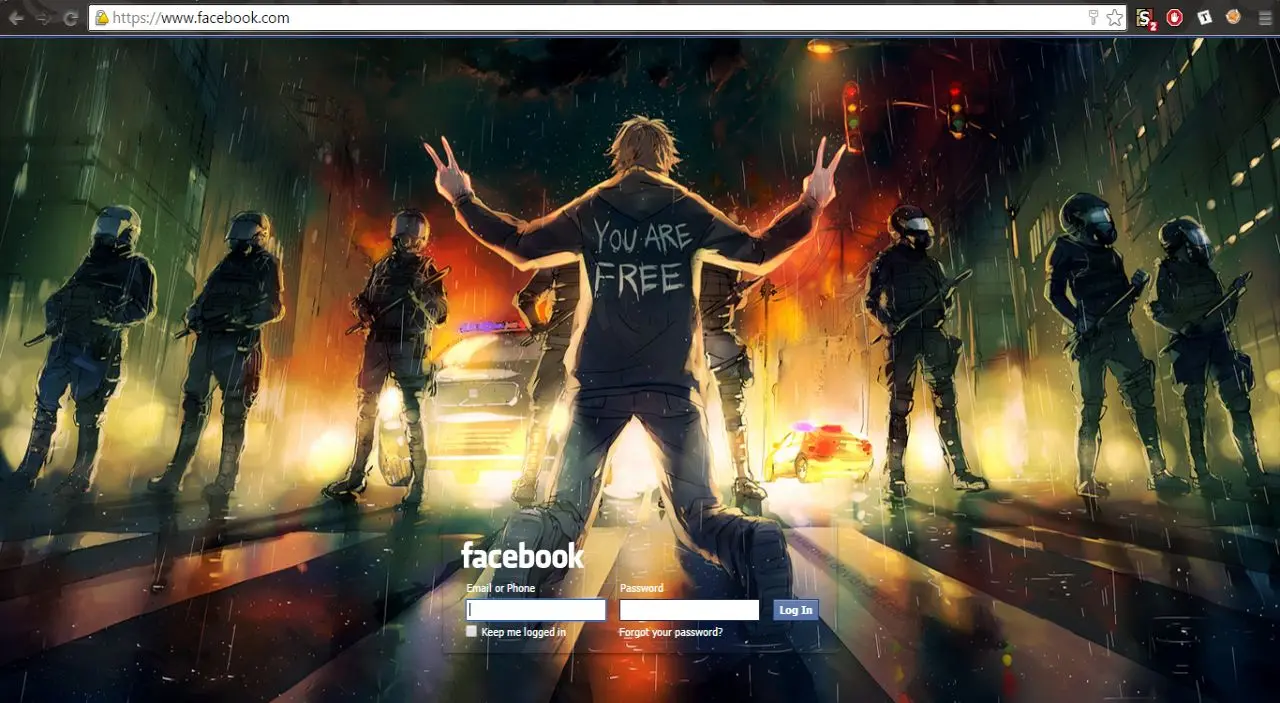 https://www.facebook.com
S
2
T
YOU ARE
FREE
facebook
Email or Phone
Password
Log In
Keep me logged in
Forgot your password?